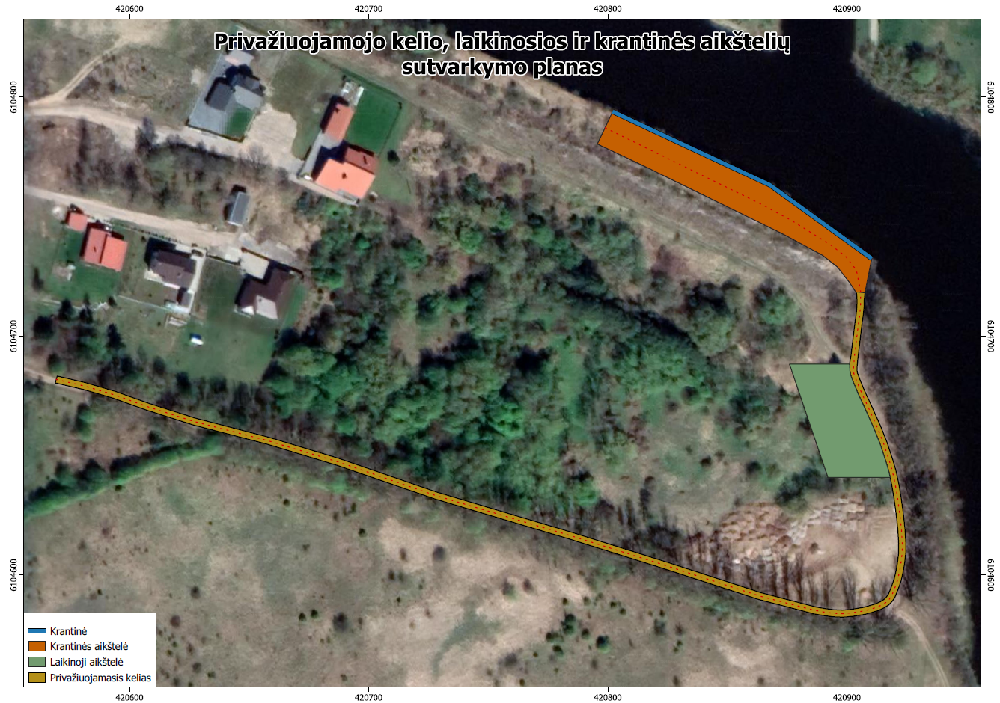 420600 420700 420800 420900
Privažiuojamojo kelio, laikinosios ir krantinės aikštelių
sutvarkymo planas
6104800 6104800
6104700 6104700
6104600 6104600
Krantinė
Krantinės aikštelė
Laikinoji aikštelė
Privažiuojamasis kelias
420600 420700 420800 420900